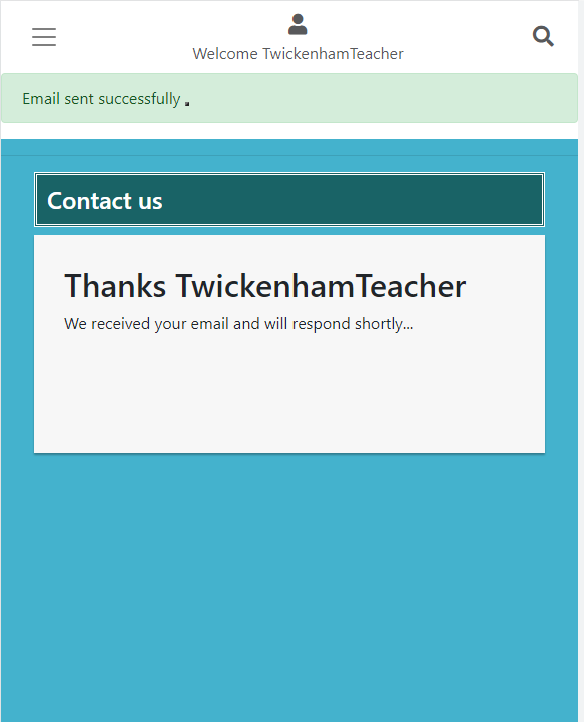 Welcome TwickenhamTeacher
Email sent successfully .
Contact us
Thanks TwickenhamTeacher
We received your email and will respond shortly...